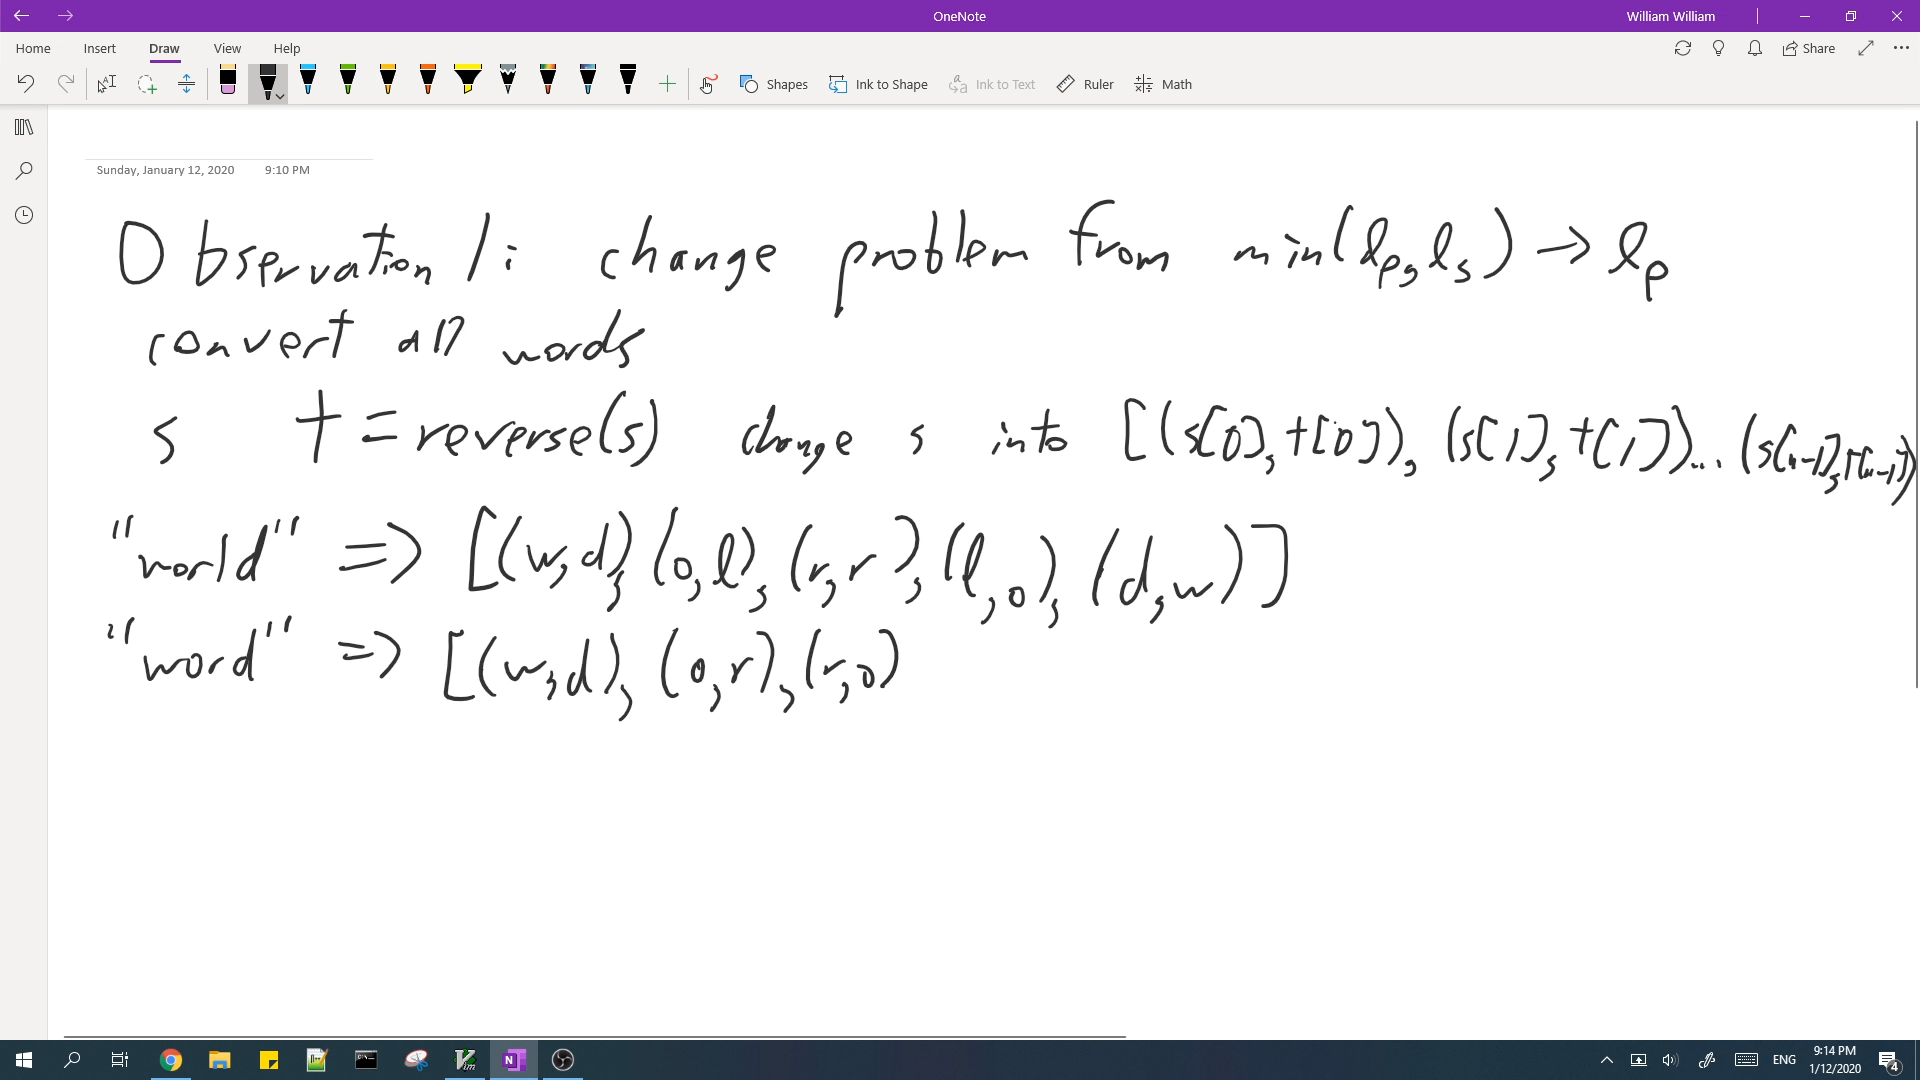 OneNote
William William
Home Insert Draw View Help
Share
Shapes Ink to Shape Ink to Text Ruler Math
Sunday, January 12, 2020 9:10 PM
Observation 1: change problem from min(lp, ls) → lp
convert all words
s t = reverse(s) change s into [(s[0], t[0]), (s[1], t[1])... (s[n-1], t[n-1])
"world" => [(w,d), (o,l), (r,r), (l,o), (d,w)]
"word" => [(w,d), (o,r), (r,o)
ENG
9:14 PM
1/12/2020
4